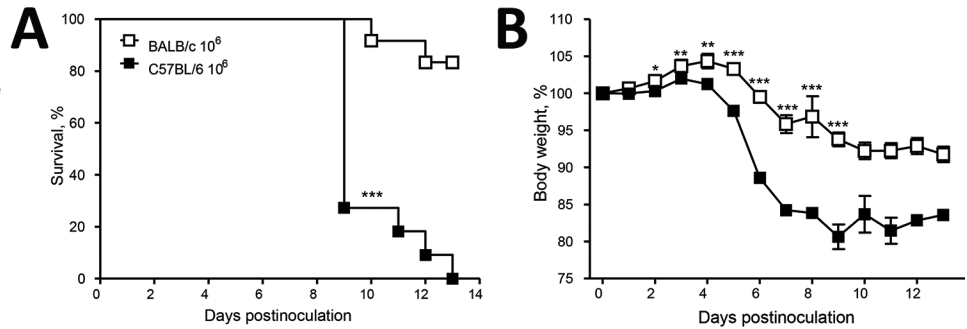 A
BALB/c 10⁶
C57BL/6 10⁶
Survival, %
100
80
60
40
20
0
***
0 2 4 6 8 10 12 14
Days postinoculation
B
Body weight, %
110
105
100
95
90
85
80
75
* ** ** *** *** *** *** ***
0 2 4 6 8 10 12
Days postinoculation